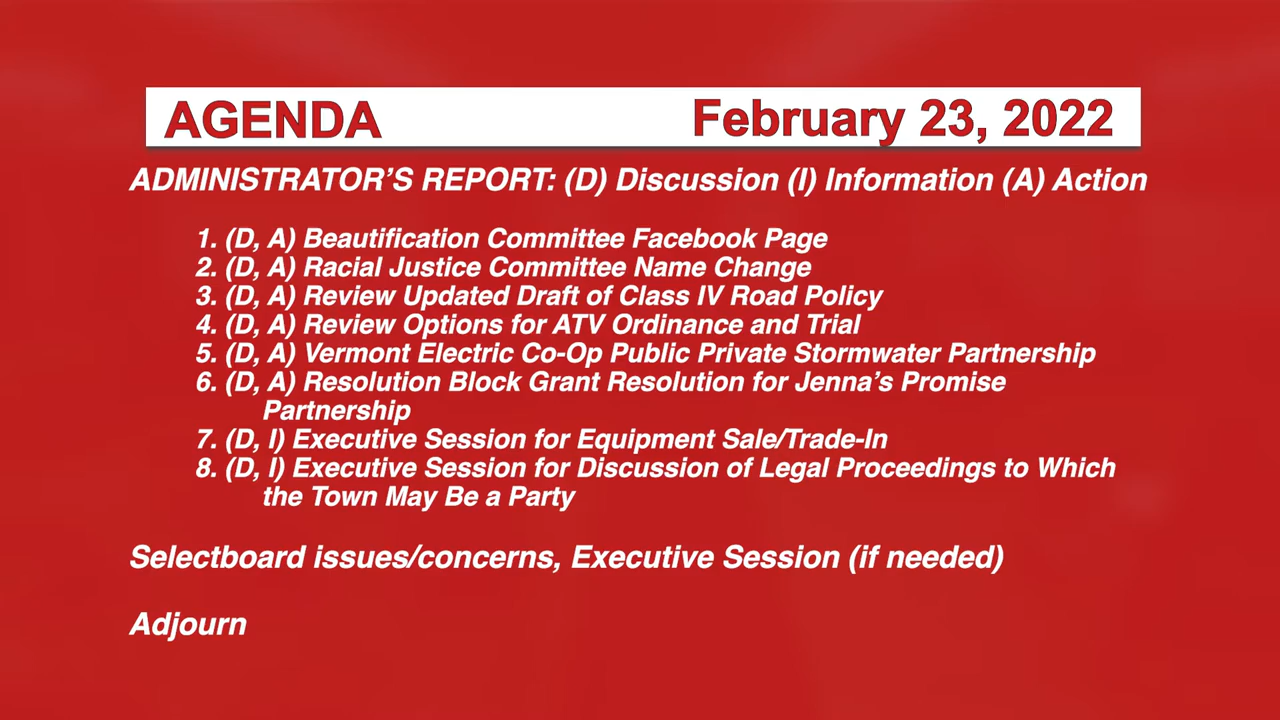 AGENDA February 23, 2022
ADMINISTRATOR'S REPORT: (D) Discussion (I) Information (A) Action
1. (D, A) Beautification Committee Facebook Page
2. (D, A) Racial Justice Committee Name Change
3. (D, A) Review Updated Draft of Class IV Road Policy
4. (D, A) Review Options for ATV Ordinance and Trial
5. (D, A) Vermont Electric Co-Op Public Private Stormwater Partnership
6. (D, A) Resolution Block Grant Resolution for Jenna’s Promise
Partnership
7. (D, I) Executive Session for Equipment Sale/Trade-In
8. (D, I) Executive Session for Discussion of Legal Proceedings to Which
the Town May Be a Party
Selectboard issues/concerns, Executive Session (if needed)
Adjourn